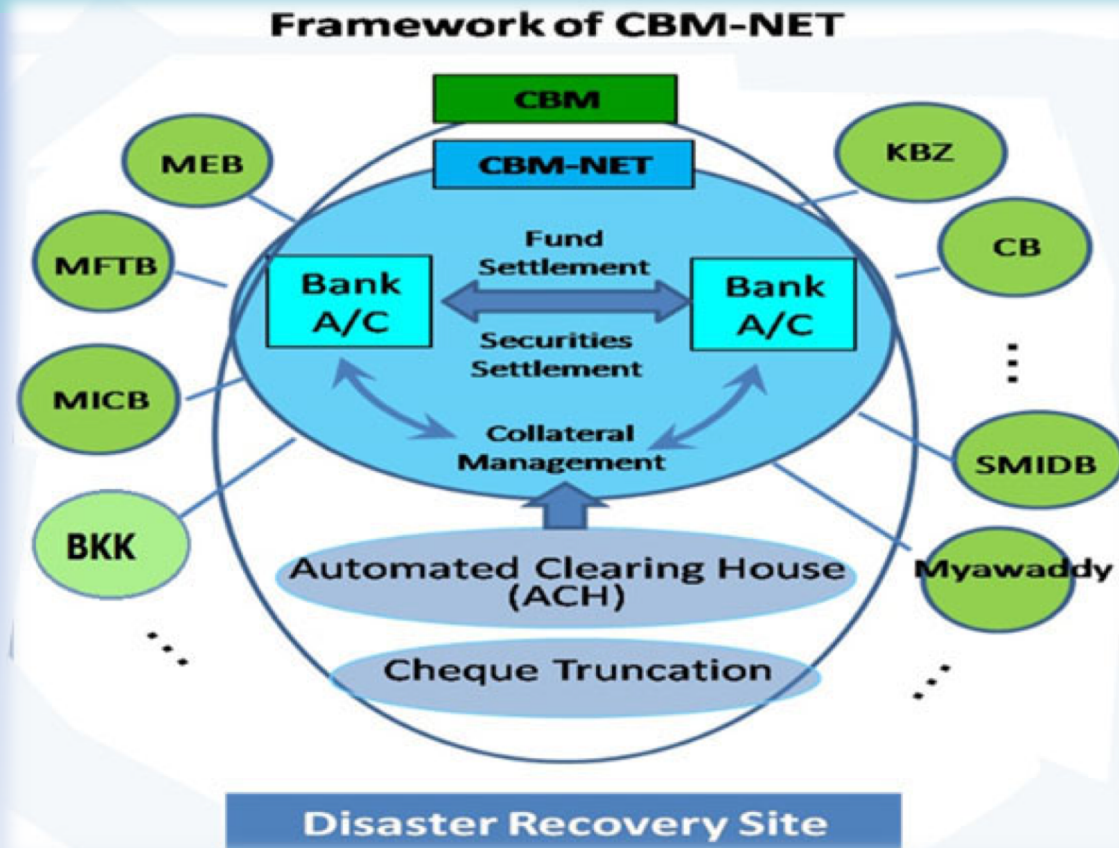 Framework of CBM-NET
CBM
CBM-NET
MEB
MFTB
MICB
BKK
...
Bank
A/C
Fund
Settlement
Securities
Settlement
Bank
A/C
Collateral
Management
Automated Clearing House
(ACH)
Cheque Truncation
KBZ
CB
...
SMIDB
Myawaddy
...
Disaster Recovery Site